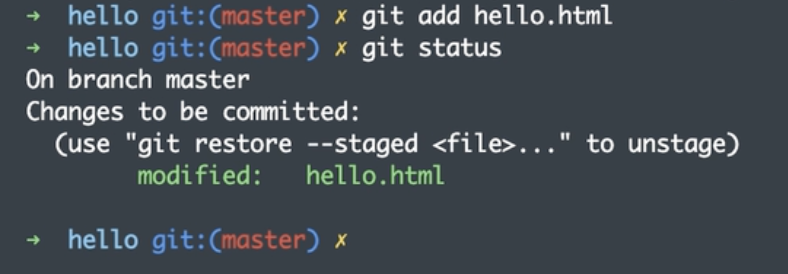 → hello git:(master) ✗ git add hello.html
→ hello git:(master) ✗ git status
On branch master
Changes to be committed:
(use "git restore --staged <file>..." to unstage)
modified: hello.html
→ hello git:(master) ✗